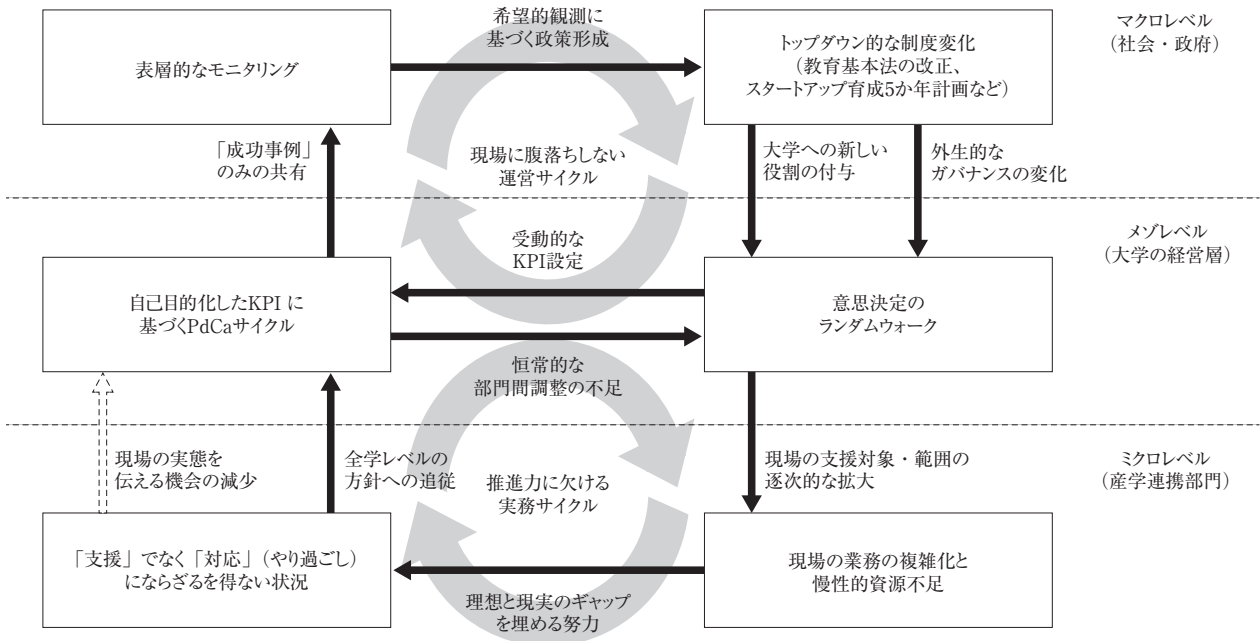 希望的観測に
基づく政策形成
マクロレベル
（社会・政府）
表層的なモニタリング
トップダウン的な制度変化
（教育基本法の改正、
スタートアップ育成5か年計画など）
「成功事例」
のみの共有
現場に腹落ちしない
運営サイクル
大学への新しい
役割の付与
外生的な
ガバナンスの変化
受動的な
KPI設定
メゾレベル
（大学の経営層）
自己目的化したKPI に
基づくPdCaサイクル
意思決定の
ランダムウォーク
恒常的な
部門間調整の不足
現場の実態を
伝える機会の減少
全学レベルの
方針への追従
推進力に欠ける
実務サイクル
現場の支援対象・範囲の
逐次的な拡大
ミクロレベル
（産学連携部門）
「支援」でなく「対応」（やり過ごし）
にならざるを得ない状況
現場の業務の複雑化と
慢性的資源不足
理想と現実のギャップ
を埋める努力